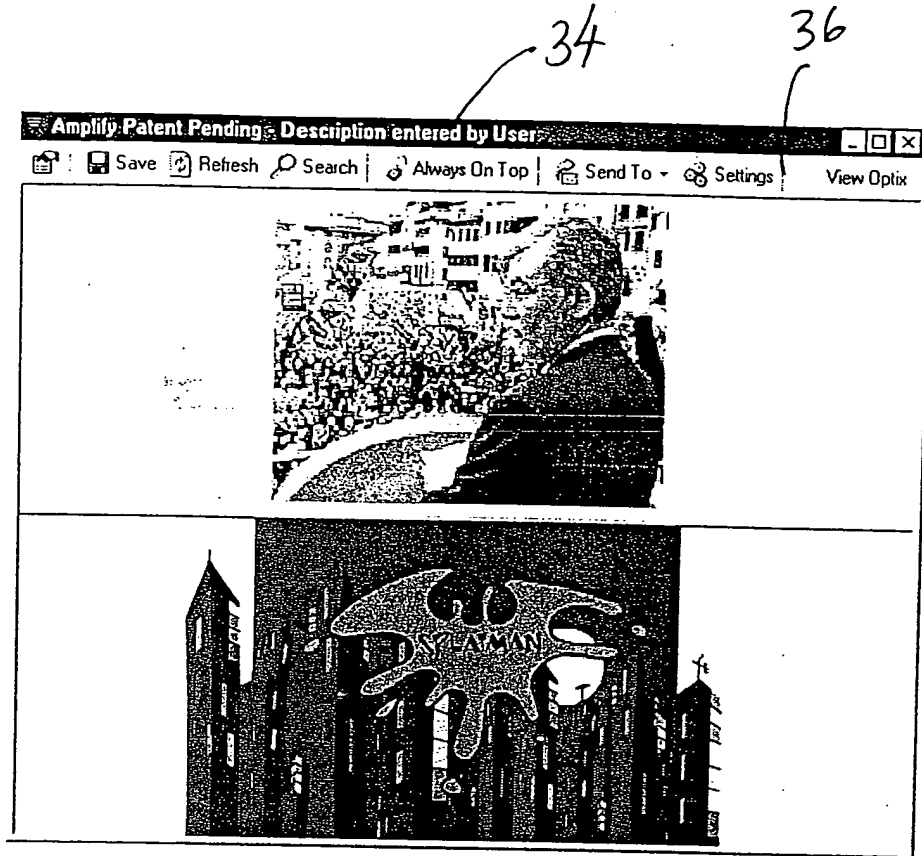 34 36
Amplify Patent Pending - Description entered by User
Save Refresh Search Always On Top Send To Settings View Optix